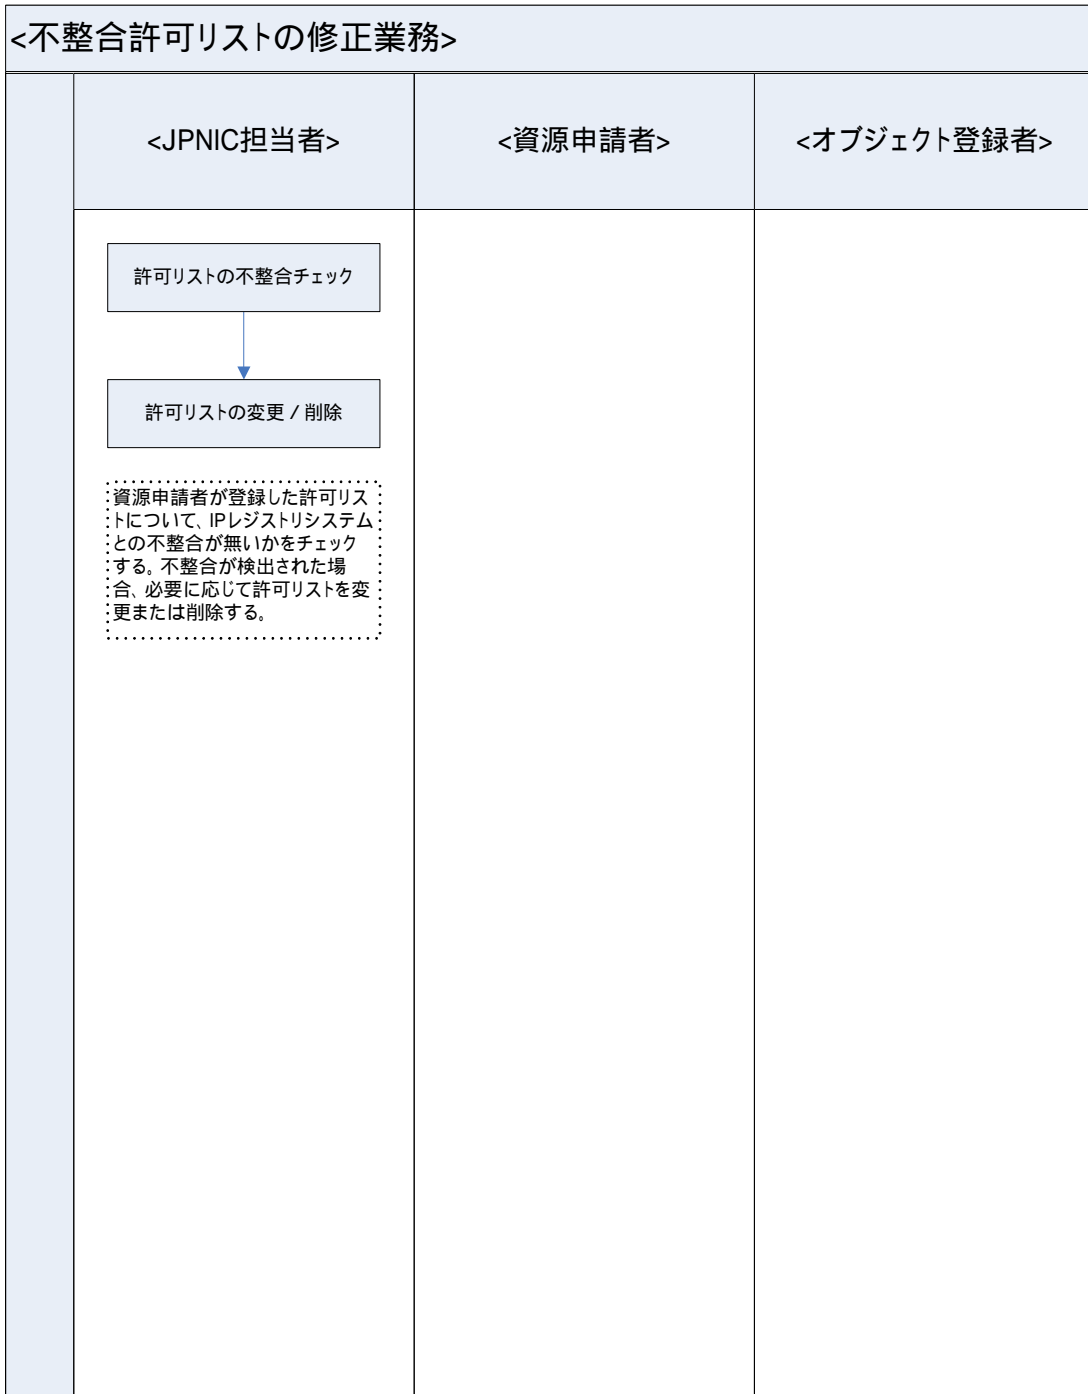 <不整合許可リストの修正業務>
<JPNIC担当者>
<資源申請者>
<オブジェクト登録者>
許可リストの不整合チェック
許可リストの変更 / 削除
資源申請者が登録した許可リス
トについて、IPレジストリシステム
との不整合が無いかをチェック
する。不整合が検出された場
合、必要に応じて許可リストを変
更または削除する。